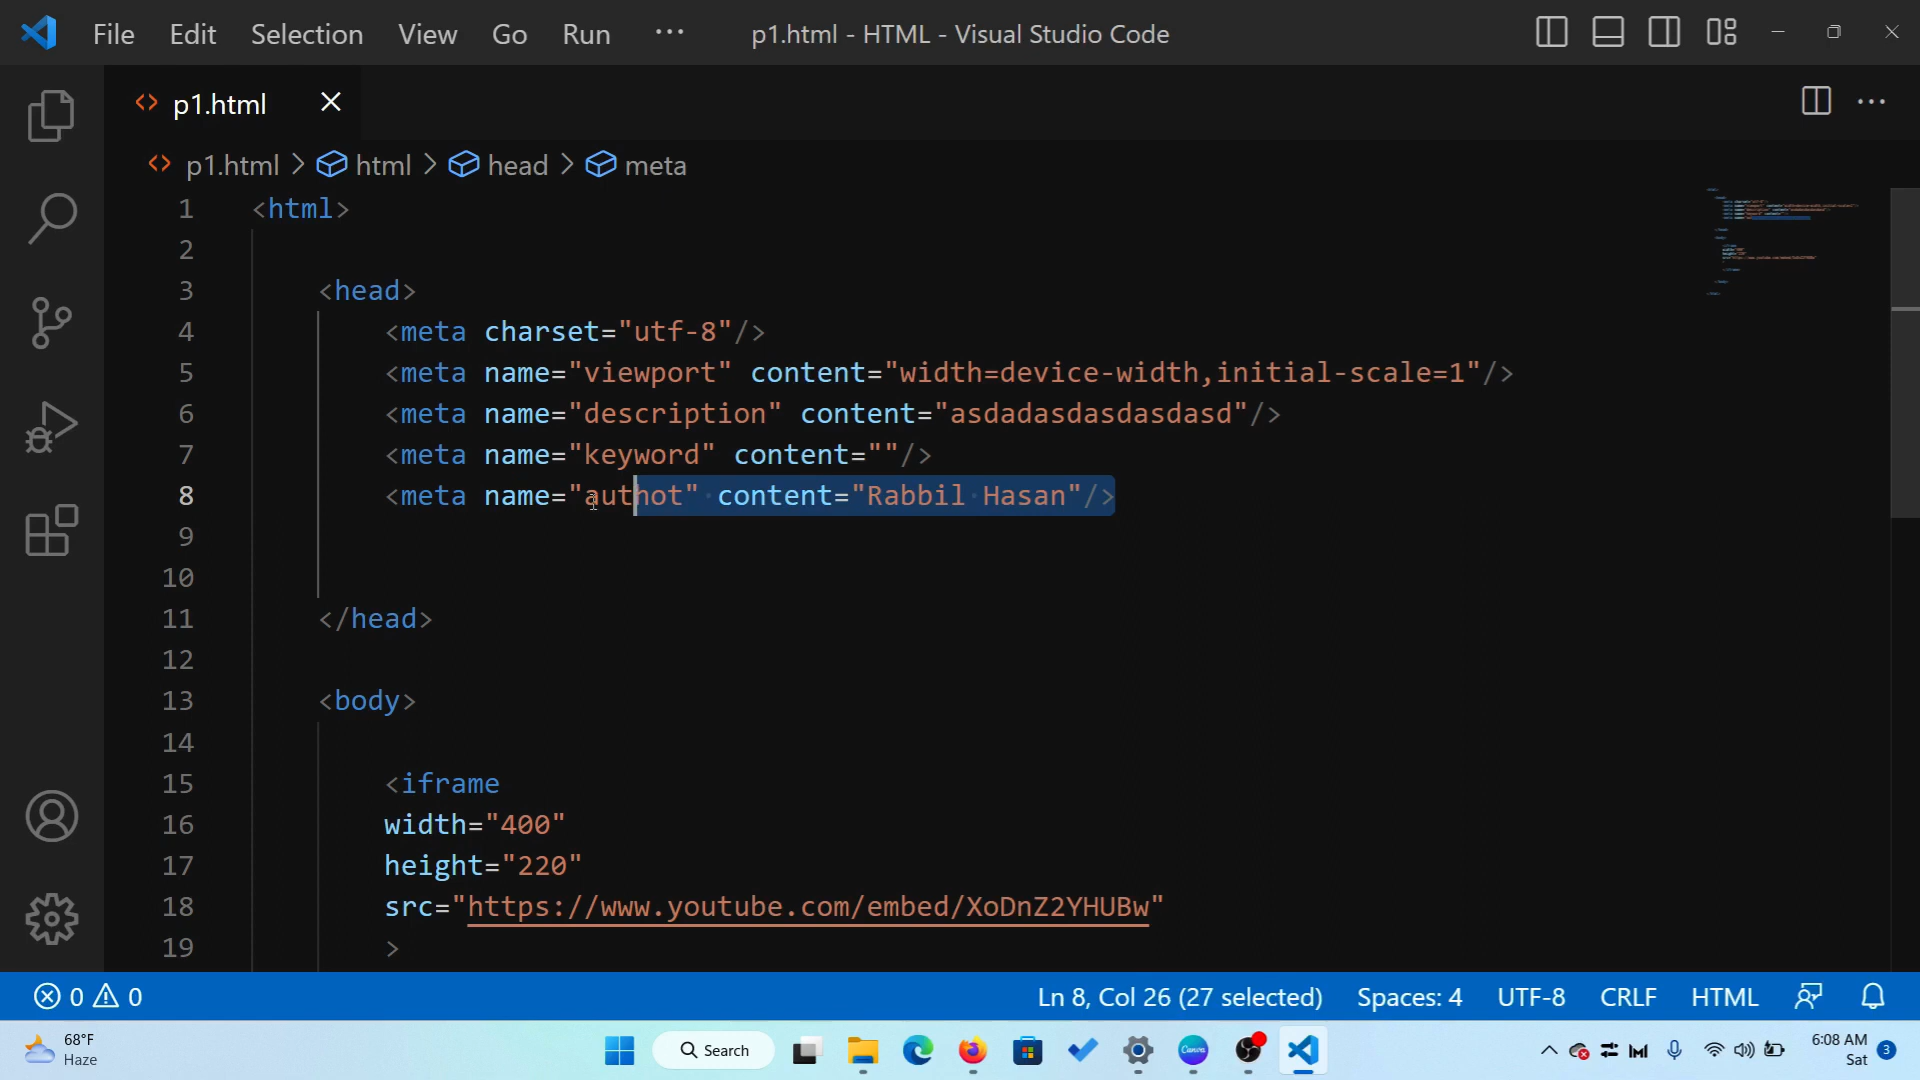 File Edit Selection View Go Run ··· p1.html - HTML - Visual Studio Code
p1.html
p1.html > html > head > meta
1 <html>
2
3 <head>
4 <meta charset="utf-8"/>
5 <meta name="viewport" content="width=device-width,initial-scale=1"/>
6 <meta name="description" content="asdadasdasdasdasd"/>
7 <meta name="keyword" content=""/>
8 <meta name="authot" content="Rabbil Hasan"/>
9
10
11 </head>
12
13 <body>
14
15 <iframe
16 width="400"
17 height="220"
18 src="https://www.youtube.com/embed/XoDnZ2YHUBw"
19 >
0 0 Ln 8, Col 26 (27 selected) Spaces: 4 UTF-8 CRLF HTML
68°F
Haze
Search
Canva
6:08 AM
Sat
3